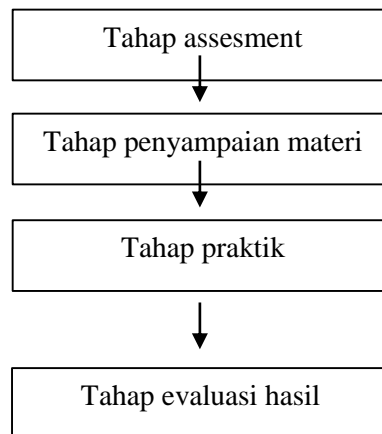 Tahap assesment
Tahap penyampaian materi
Tahap praktik
Tahap evaluasi hasil